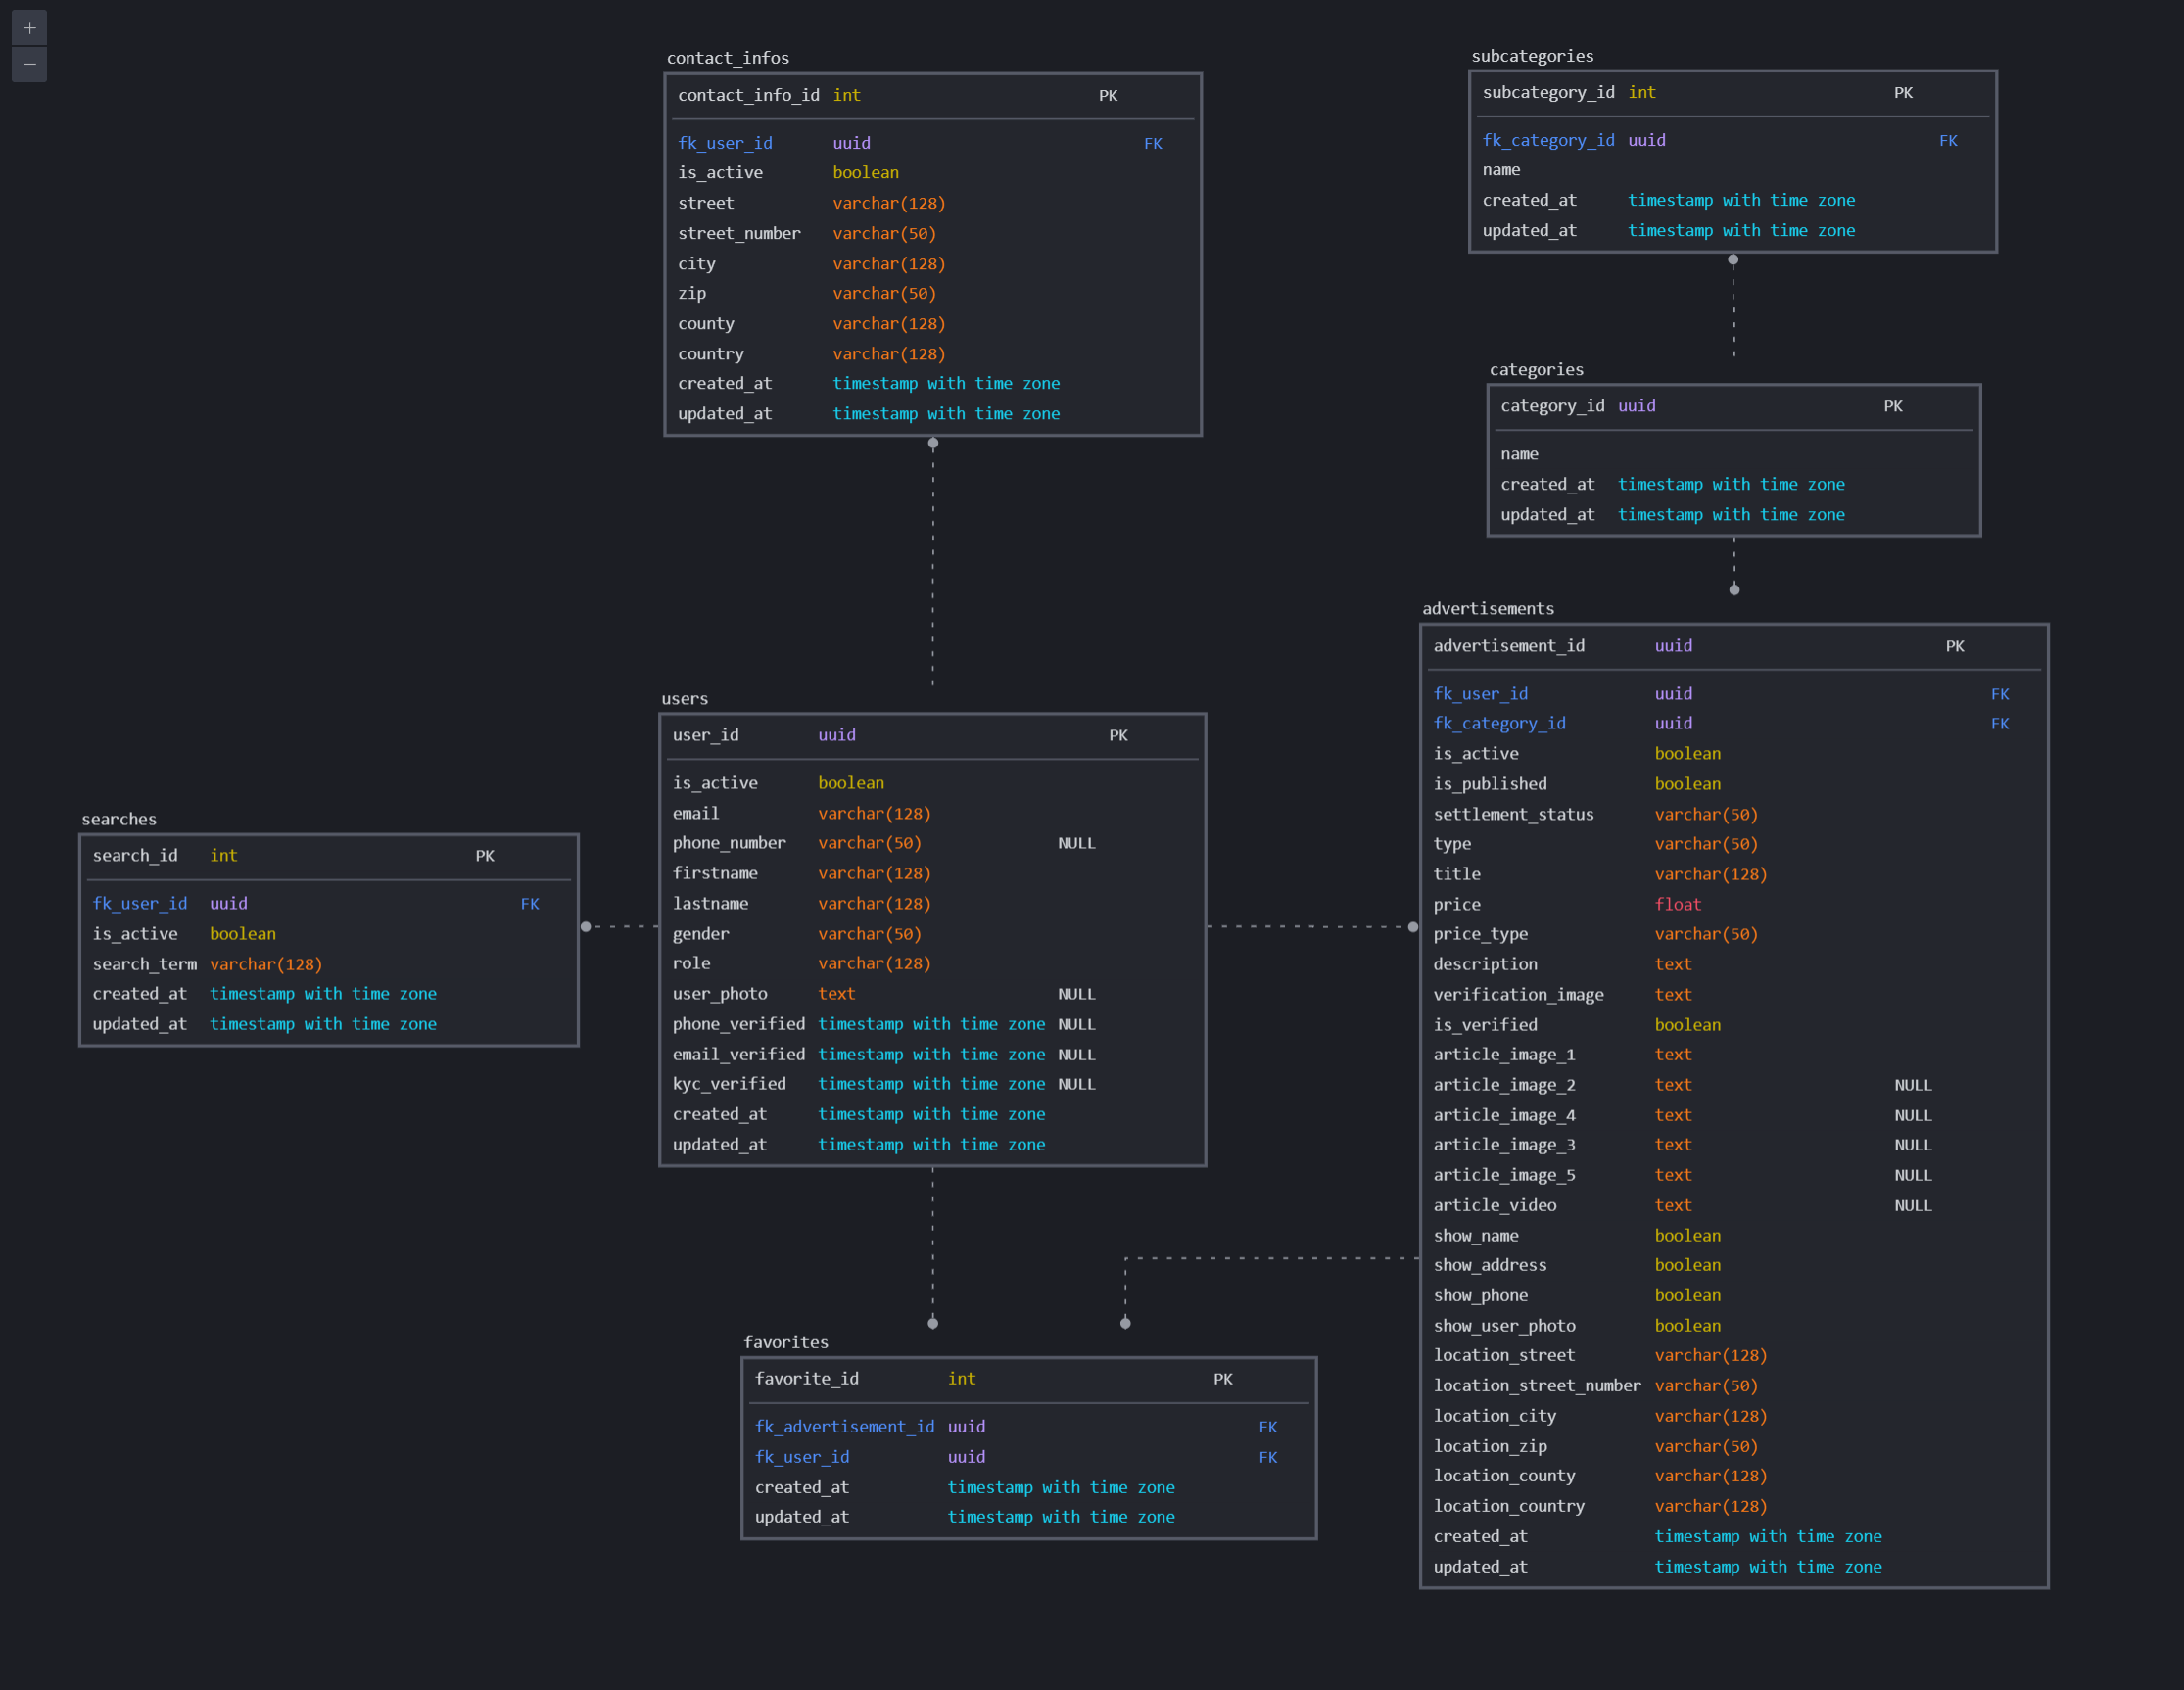 +
−
contact_infos
contact_info_id int PK
fk_user_id uuid FK
is_active boolean
street varchar(128)
street_number varchar(50)
city varchar(128)
zip varchar(50)
county varchar(128)
country varchar(128)
created_at timestamp with time zone
updated_at timestamp with time zone
subcategories
subcategory_id int PK
fk_category_id uuid FK
name
created_at timestamp with time zone
updated_at timestamp with time zone
categories
category_id uuid PK
name
created_at timestamp with time zone
updated_at timestamp with time zone
users
user_id uuid PK
is_active boolean
email varchar(128)
phone_number varchar(50) NULL
firstname varchar(128)
lastname varchar(128)
gender varchar(50)
role varchar(128)
user_photo text NULL
phone_verified timestamp with time zone NULL
email_verified timestamp with time zone NULL
kyc_verified timestamp with time zone NULL
created_at timestamp with time zone
updated_at timestamp with time zone
searches
search_id int PK
fk_user_id uuid FK
is_active boolean
search_term varchar(128)
created_at timestamp with time zone
updated_at timestamp with time zone
advertisements
advertisement_id uuid PK
fk_user_id uuid FK
fk_category_id uuid FK
is_active boolean
is_published boolean
settlement_status varchar(50)
type varchar(50)
title varchar(128)
price float
price_type varchar(50)
description text
verification_image text
is_verified boolean
article_image_1 text
article_image_2 text NULL
article_image_4 text NULL
article_image_3 text NULL
article_image_5 text NULL
article_video text NULL
show_name boolean
show_address boolean
show_phone boolean
show_user_photo boolean
location_street varchar(128)
location_street_number varchar(50)
location_city varchar(128)
location_zip varchar(50)
location_county varchar(128)
location_country varchar(128)
created_at timestamp with time zone
updated_at timestamp with time zone
favorites
favorite_id int PK
fk_advertisement_id uuid FK
fk_user_id uuid FK
created_at timestamp with time zone
updated_at timestamp with time zone